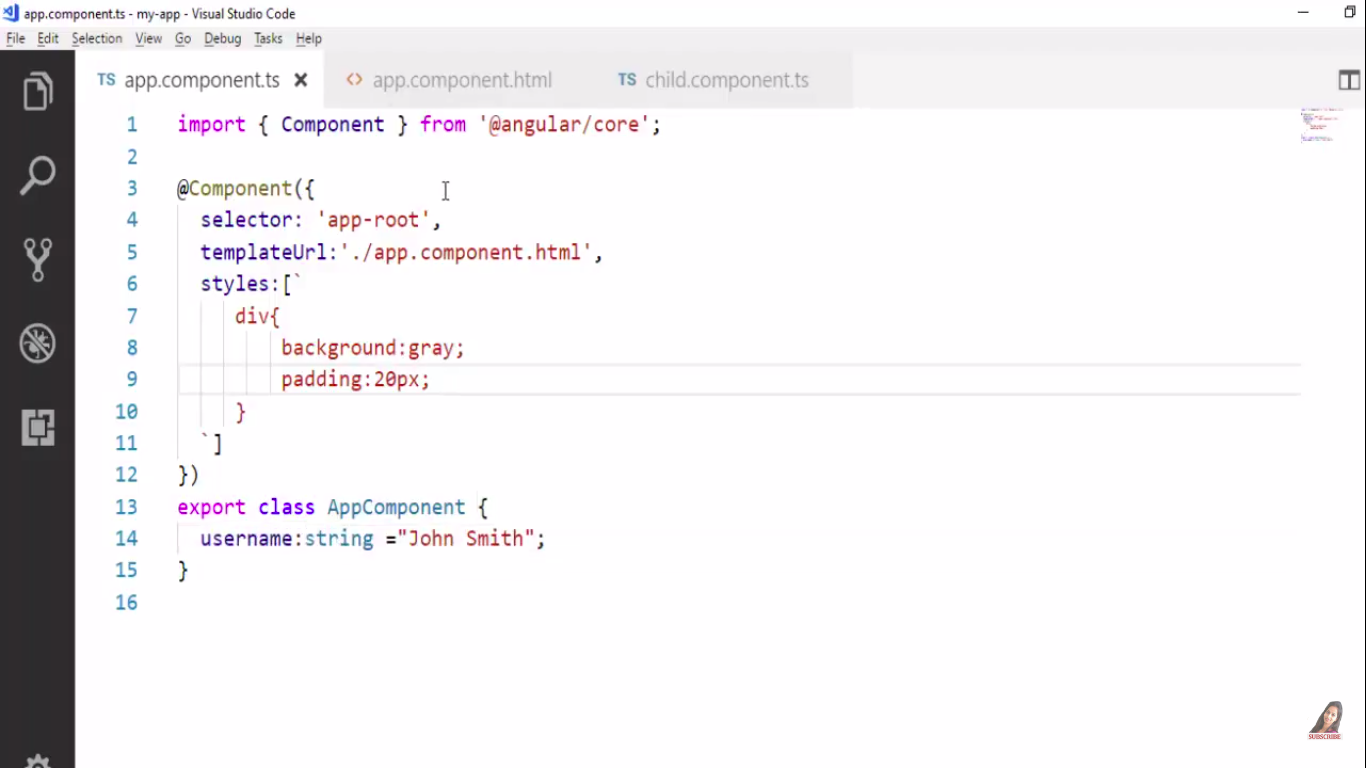 app.component.ts - my-app - Visual Studio Code
File Edit Selection View Go Debug Tasks Help
TS app.component.ts × <> app.component.html TS child.component.ts
1 import { Component } from '@angular/core';
2
3 @Component({
4 selector: 'app-root',
5 templateUrl:'./app.component.html',
6 styles:[`
7 div{
8 background:gray;
9 padding:20px;
10 }
11 `]
12 })
13 export class AppComponent {
14 username:string ="John Smith";
15 }
16
SUBSCRIBE